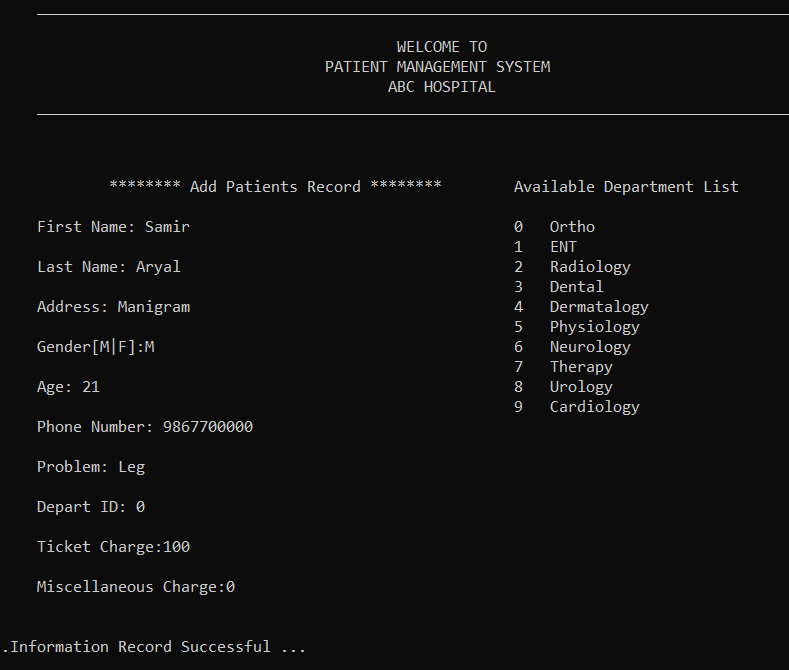 WELCOME TO
PATIENT MANAGEMENT SYSTEM
ABC HOSPITAL
******** Add Patients Record ********
First Name: Samir
Last Name: Aryal
Address: Manigram
Gender[M|F]:M
Age: 21
Phone Number: 9867700000
Problem: Leg
Depart ID: 0
Ticket Charge:100
Miscellaneous Charge:0
Available Department List
0 Ortho
1 ENT
2 Radiology
3 Dental
4 Dermatalogy
5 Physiology
6 Neurology
7 Therapy
8 Urology
9 Cardiology
.Information Record Successful ...